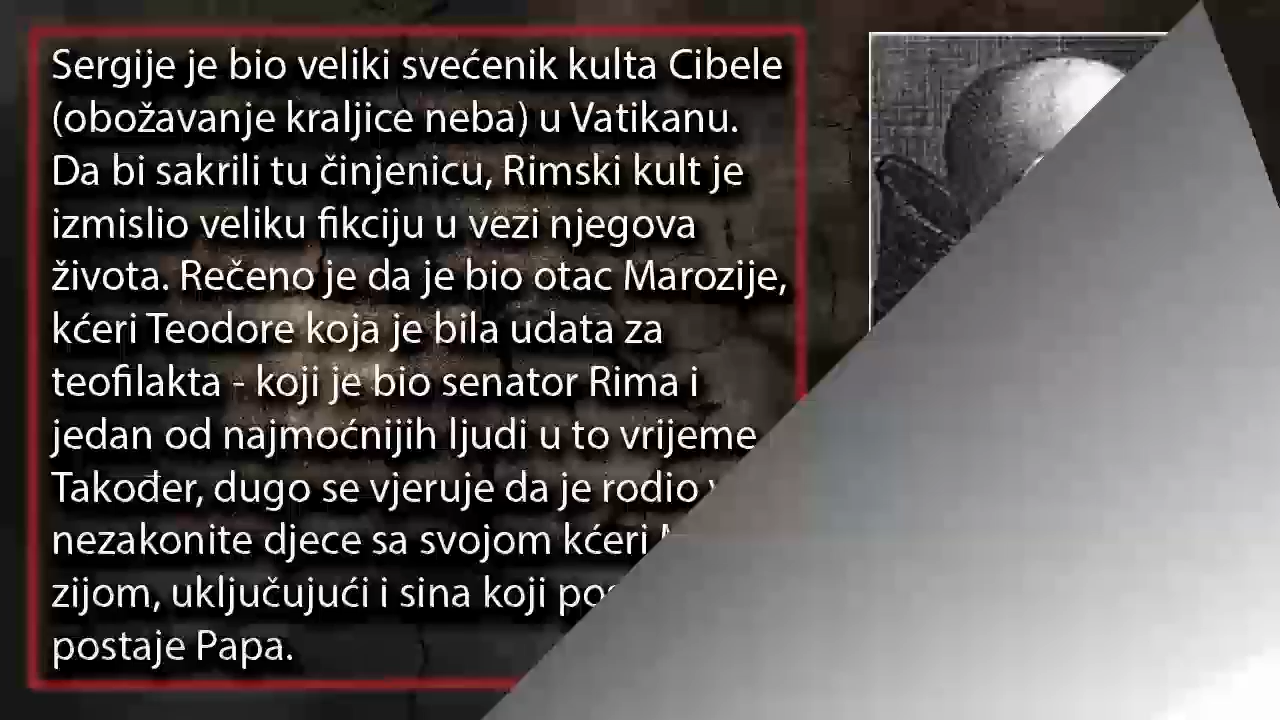 Sergije je bio veliki svećenik kulta Cibele
(obožavanje kraljice neba) u Vatikanu.
Da bi sakrili tu činjenicu, Rimski kult je
izmislio veliku fikciju u vezi njegova
života. Rečeno je da je bio otac Marozije,
kćeri Teodore koja je bila udata za
teofilakta - koji je bio senator Rima i
jedan od najmoćnijih ljudi u to vrijeme
Također, dugo se vjeruje da je rodio
nezakonite djece sa svojom kćeri
zijom, uključujući i sina koji
postaje Papa.